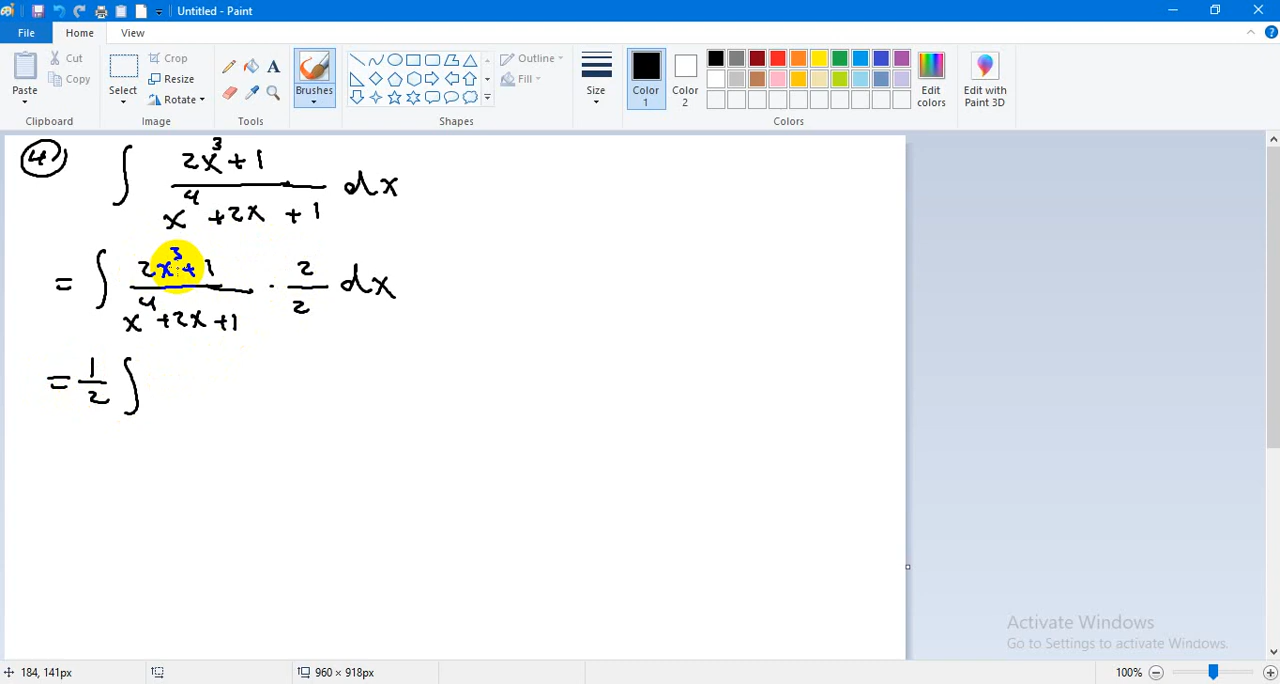 Untitled - Paint
File Home View
Paste
Clipboard
Cut
Copy
Select
Crop
Resize
Rotate
Image
A
Tools
Brushes
Outline
Fill
Shapes
Size
Color 1
Color 2
Edit colors
Edit with Paint 3D
Colors
4) ∫ (2x³ + 1)/(x⁴ + 2x + 1) dx
= ∫ (2x³ + 1)/(x⁴ + 2x + 1) · 2/2 dx
= 1/2 ∫
Activate Windows
Go to Settings to activate Windows.
184, 141px
960 × 918px
100%